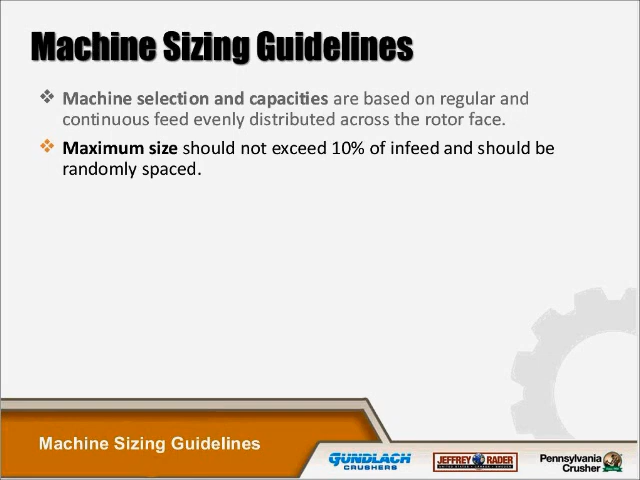 Machine Sizing Guidelines
Machine selection and capacities are based on regular and
continuous feed evenly distributed across the rotor face.
Maximum size should not exceed 10% of infeed and should be
randomly spaced.
Machine Sizing Guidelines
GUNDLACH
CRUSHERS
JEFFREY RADER
Pennsylvania
Crusher